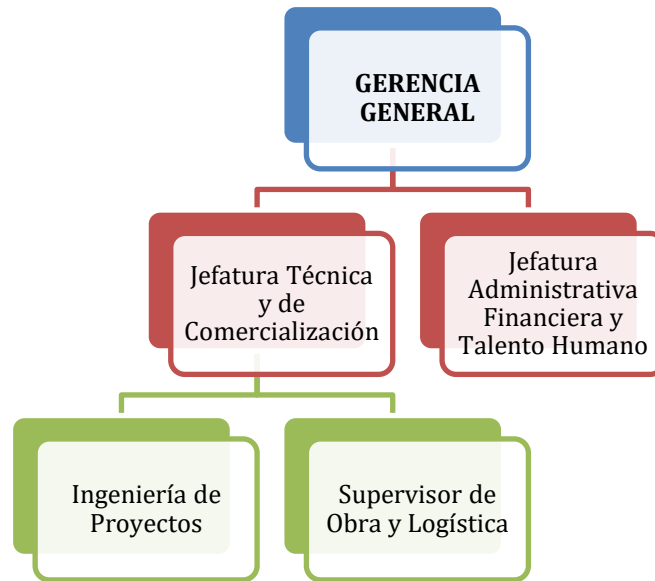 GERENCIA
GENERAL
Jefatura Técnica
y de
Comercialización
Jefatura
Administrativa
Financiera y
Talento Humano
Ingeniería de
Proyectos
Supervisor de
Obra y Logística